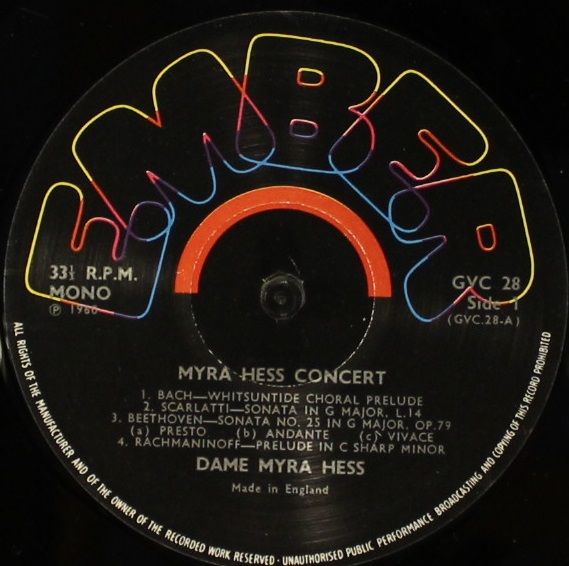 EMBER
33⅓ R.P.M.
MONO
℗ 1966
GVC 28
Side 1
(GVC.28-A)
MYRA HESS CONCERT
1. BACH—WHITSUNTIDE CHORAL PRELUDE
2. SCARLATTI—SONATA IN G MAJOR, L.14
3. BEETHOVEN—SONATA NO. 25 IN G MAJOR, OP.79
(a) PRESTO (b) ANDANTE (c) VIVACE
4. RACHMANINOFF—PRELUDE IN C SHARP MINOR
DAME MYRA HESS
Made in England
ALL RIGHTS OF THE MANUFACTURER AND OF THE OWNER OF THE RECORDED WORK RESERVED · UNAUTHORISED PUBLIC PERFORMANCE BROADCASTING AND COPYING OF THIS RECORD PROHIBITED